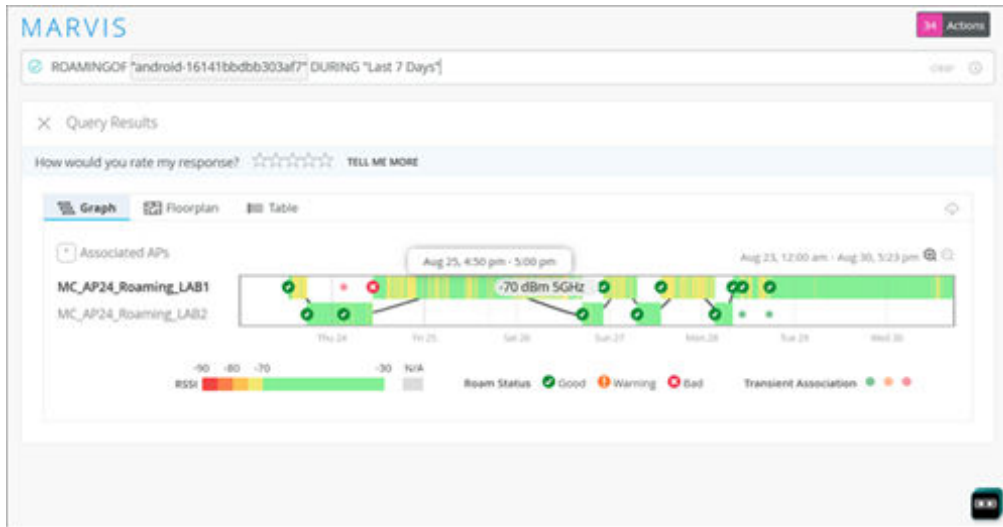 MARVIS
34 Actions
ROAMINGOF "android-16141bbdbb303af7" DURING "Last 7 Days"
clear
Query Results
How would you rate my response? TELL ME MORE
Graph Floorplan Table
Associated APs
Aug 25, 4:50 pm - 5:00 pm
Aug 23, 12:00 am - Aug 30, 5:23 pm
MC_AP24_Roaming_LAB1
-70 dBm 5GHz
MC_AP24_Roaming_LAB2
Thu 24 Fri 25 Sat 26 Sun 27 Mon 28 Tue 29 Wed 30
-90 -80 -70 -30 N/A
RSSI
Roam Status Good Warning Bad Transient Association